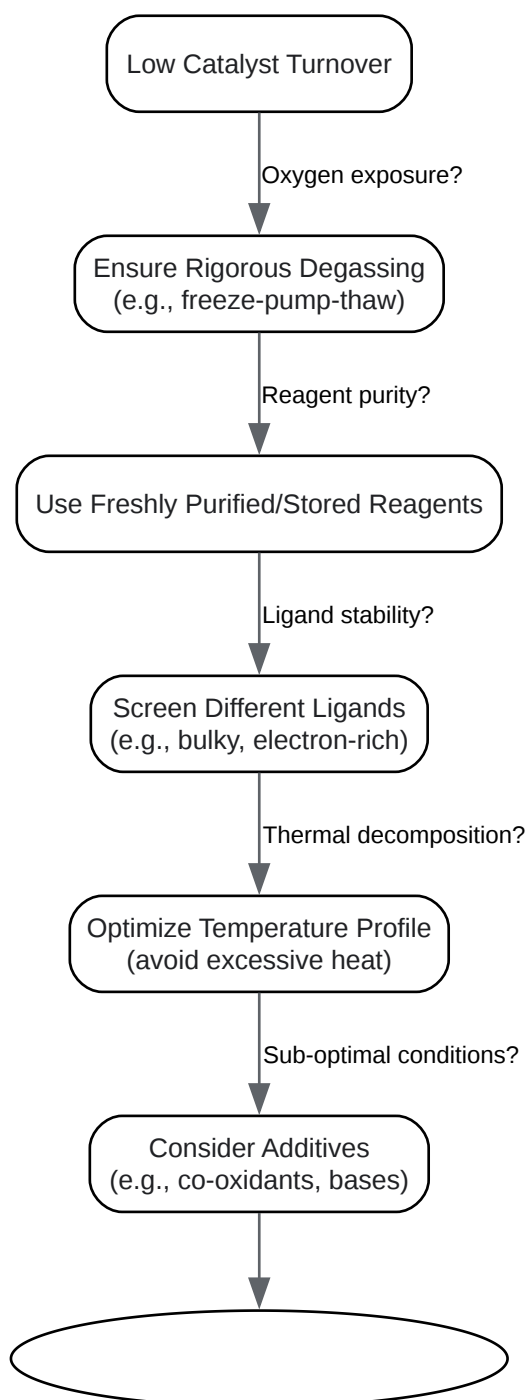 Low Catalyst Turnover
Oxygen exposure?
Ensure Rigorous Degassing
(e.g., freeze-pump-thaw)
Reagent purity?
Use Freshly Purified/Stored Reagents
Ligand stability?
Screen Different Ligands
(e.g., bulky, electron-rich)
Thermal decomposition?
Optimize Temperature Profile
(avoid excessive heat)
Sub-optimal conditions?
Consider Additives
(e.g., co-oxidants, bases)